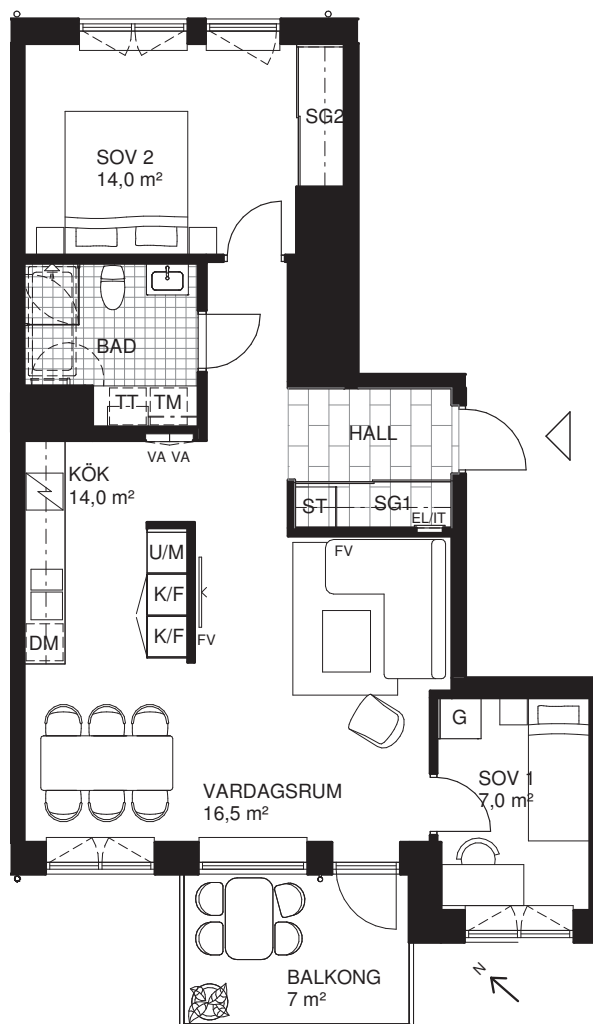 SG2
SOV 2
14,0 m²
BAD
TT TM
HALL
VA VA
KÖK
14,0 m²
ST SG1
EL/IT
U/M
FV
K/F
K/F
FV
DM
G
SOV 1
7,0 m²
VARDAGSRUM
16,5 m²
BALKONG
7 m²
N